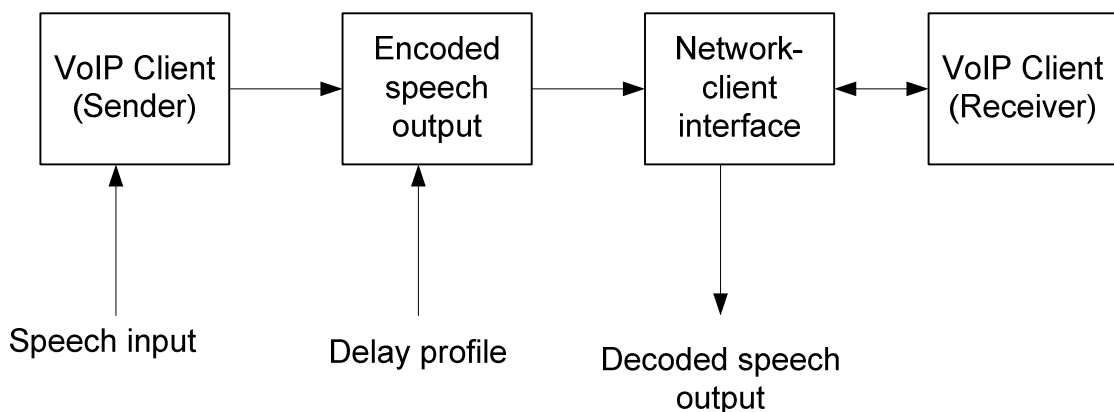 VoIP Client
(Sender)
Encoded
speech
output
Network-
client
interface
VoIP Client
(Receiver)
Speech input
Delay profile
Decoded speech
output